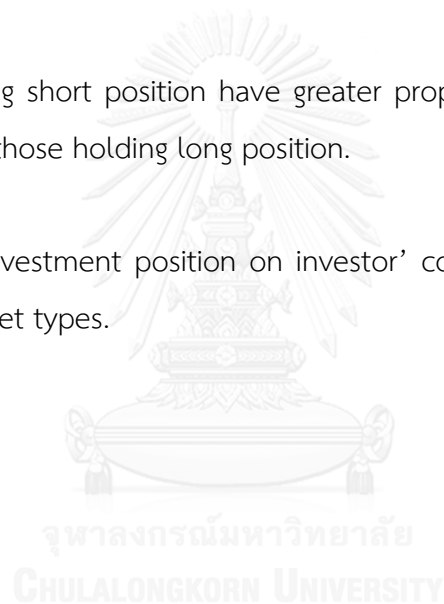 g short position have greater prop
those holding long position.
vestment position on investor' co
et types.
จุฬาลงกรณ์มหาวิทยาลัย
CHULALONGKORN UNIVERSITY